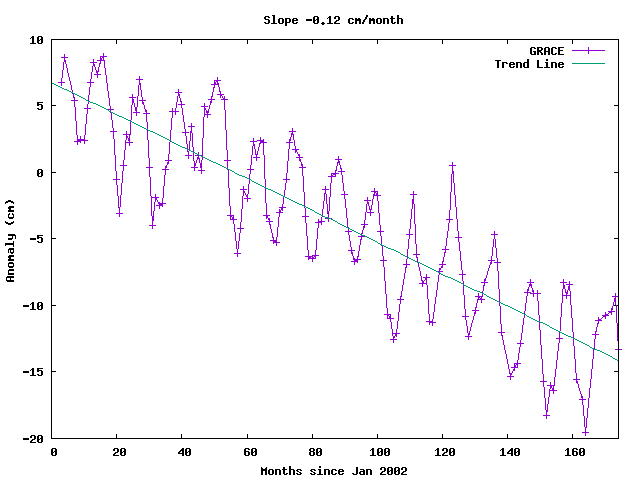 Slope -0.12 cm/month
GRACE
Trend Line
10
5
0
-5
-10
-15
-20
Anomaly (cm)
0 20 40 60 80 100 120 140 160
Months since Jan 2002